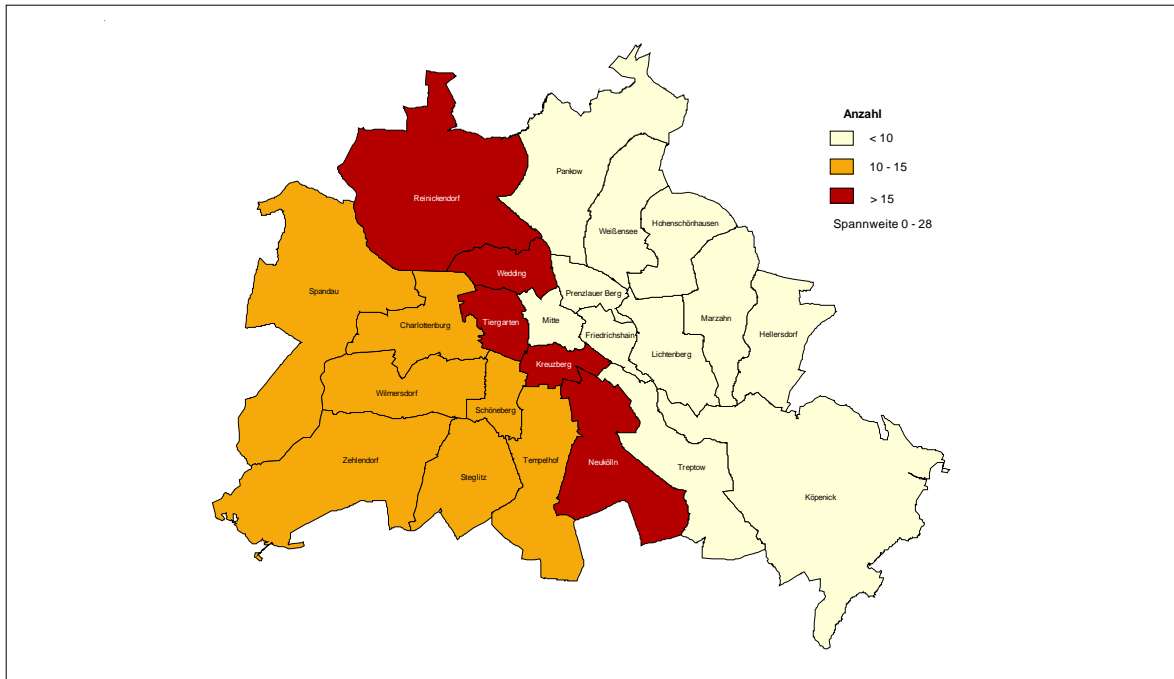 Anzahl
< 10
10 - 15
> 15
Spannweite 0 - 28
Pankow
Reinickendorf
Weißensee
Hohenschönhausen
Wedding
Spandau
Prenzlauer Berg
Charlottenburg
Tiergarten
Mitte
Friedrichshain
Marzahn
Hellersdorf
Lichtenberg
Kreuzberg
Wilmersdorf
Schöneberg
Zehlendorf
Steglitz
Tempelhof
Neukölln
Treptow
Köpenick